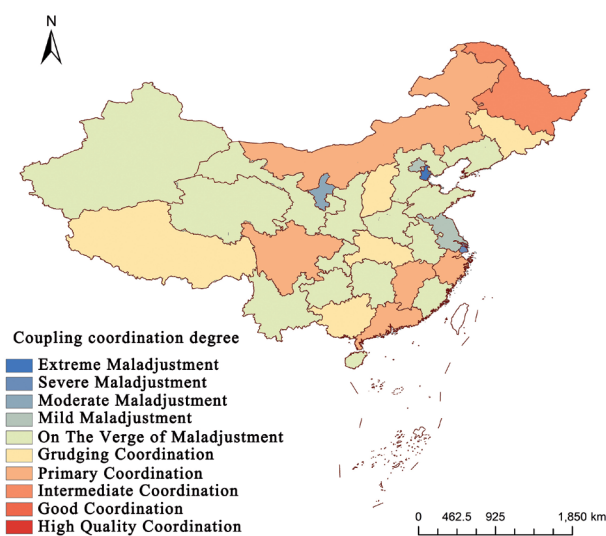 N
Coupling coordination degree
Extreme Maladjustment
Severe Maladjustment
Moderate Maladjustment
Mild Maladjustment
On The Verge of Maladjustment
Grudging Coordination
Primary Coordination
Intermediate Coordination
Good Coordination
High Quality Coordination
0 462.5 925 1,850 km